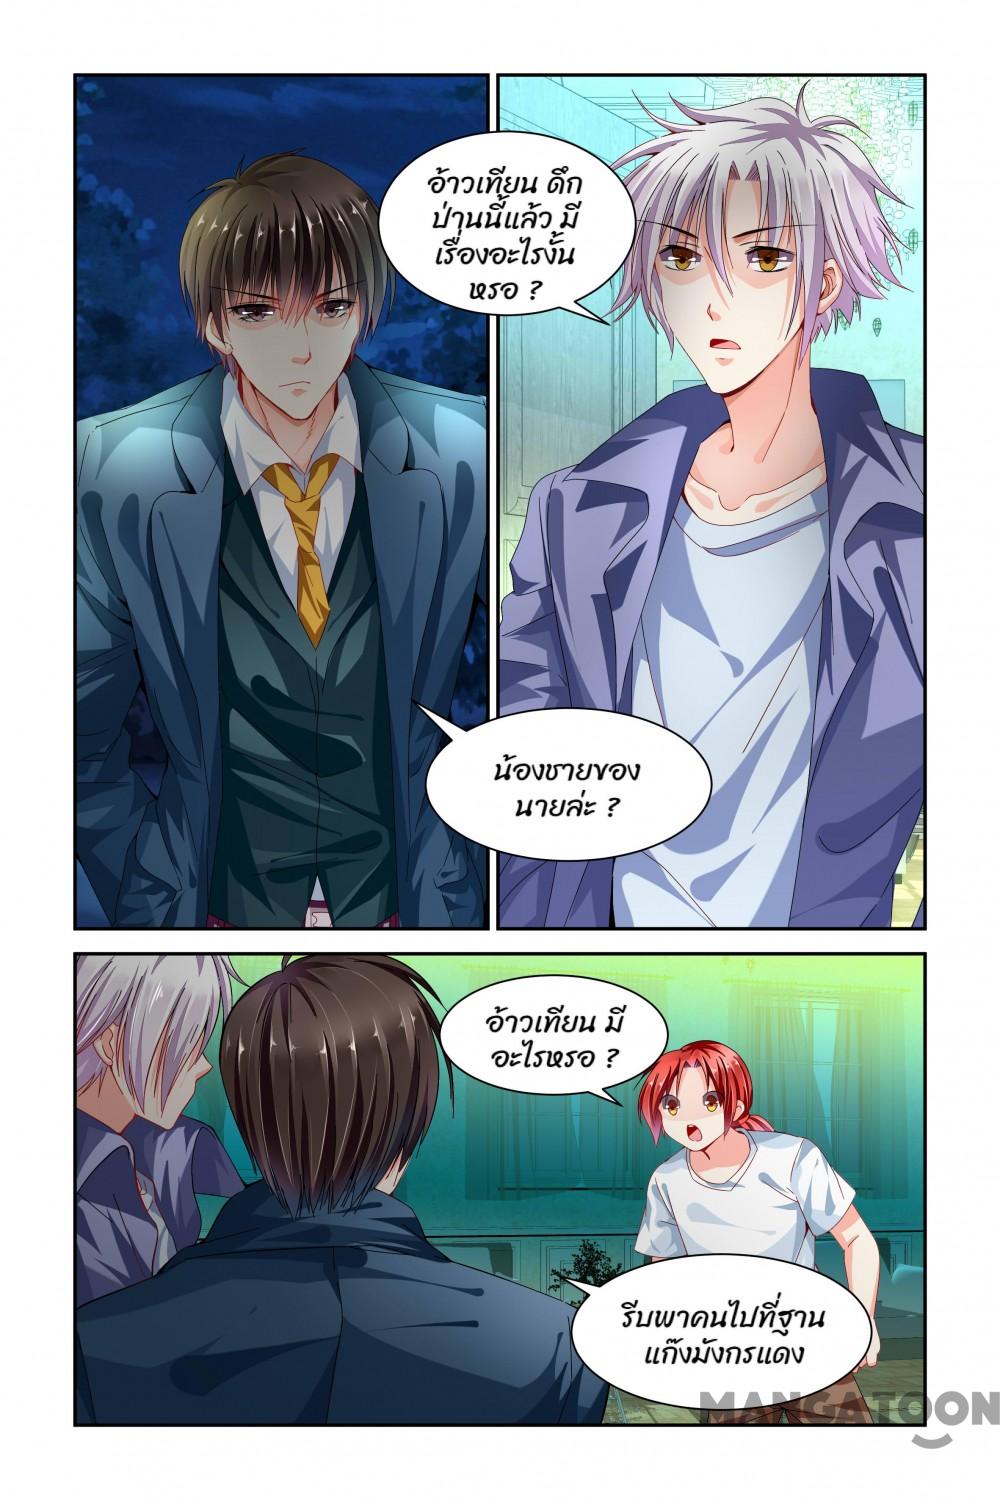 อ้าวเทียน ดึก
ป่านนี้แล้ว มี
เรื่องอะไรงั้น
หรอ ?
น้องชายของ
นายล่ะ ?
อ้าวเทียน มี
อะไรหรอ ?
รีบพาคนไปที่ฐาน
แก๊งมังกรแดง
MANGATOON